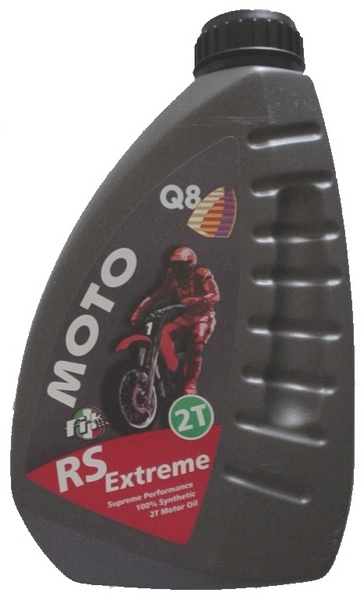 Q8
MOTO
1
2T
RS Extreme
Supreme Performance
100% Synthetic
2T Motor Oil